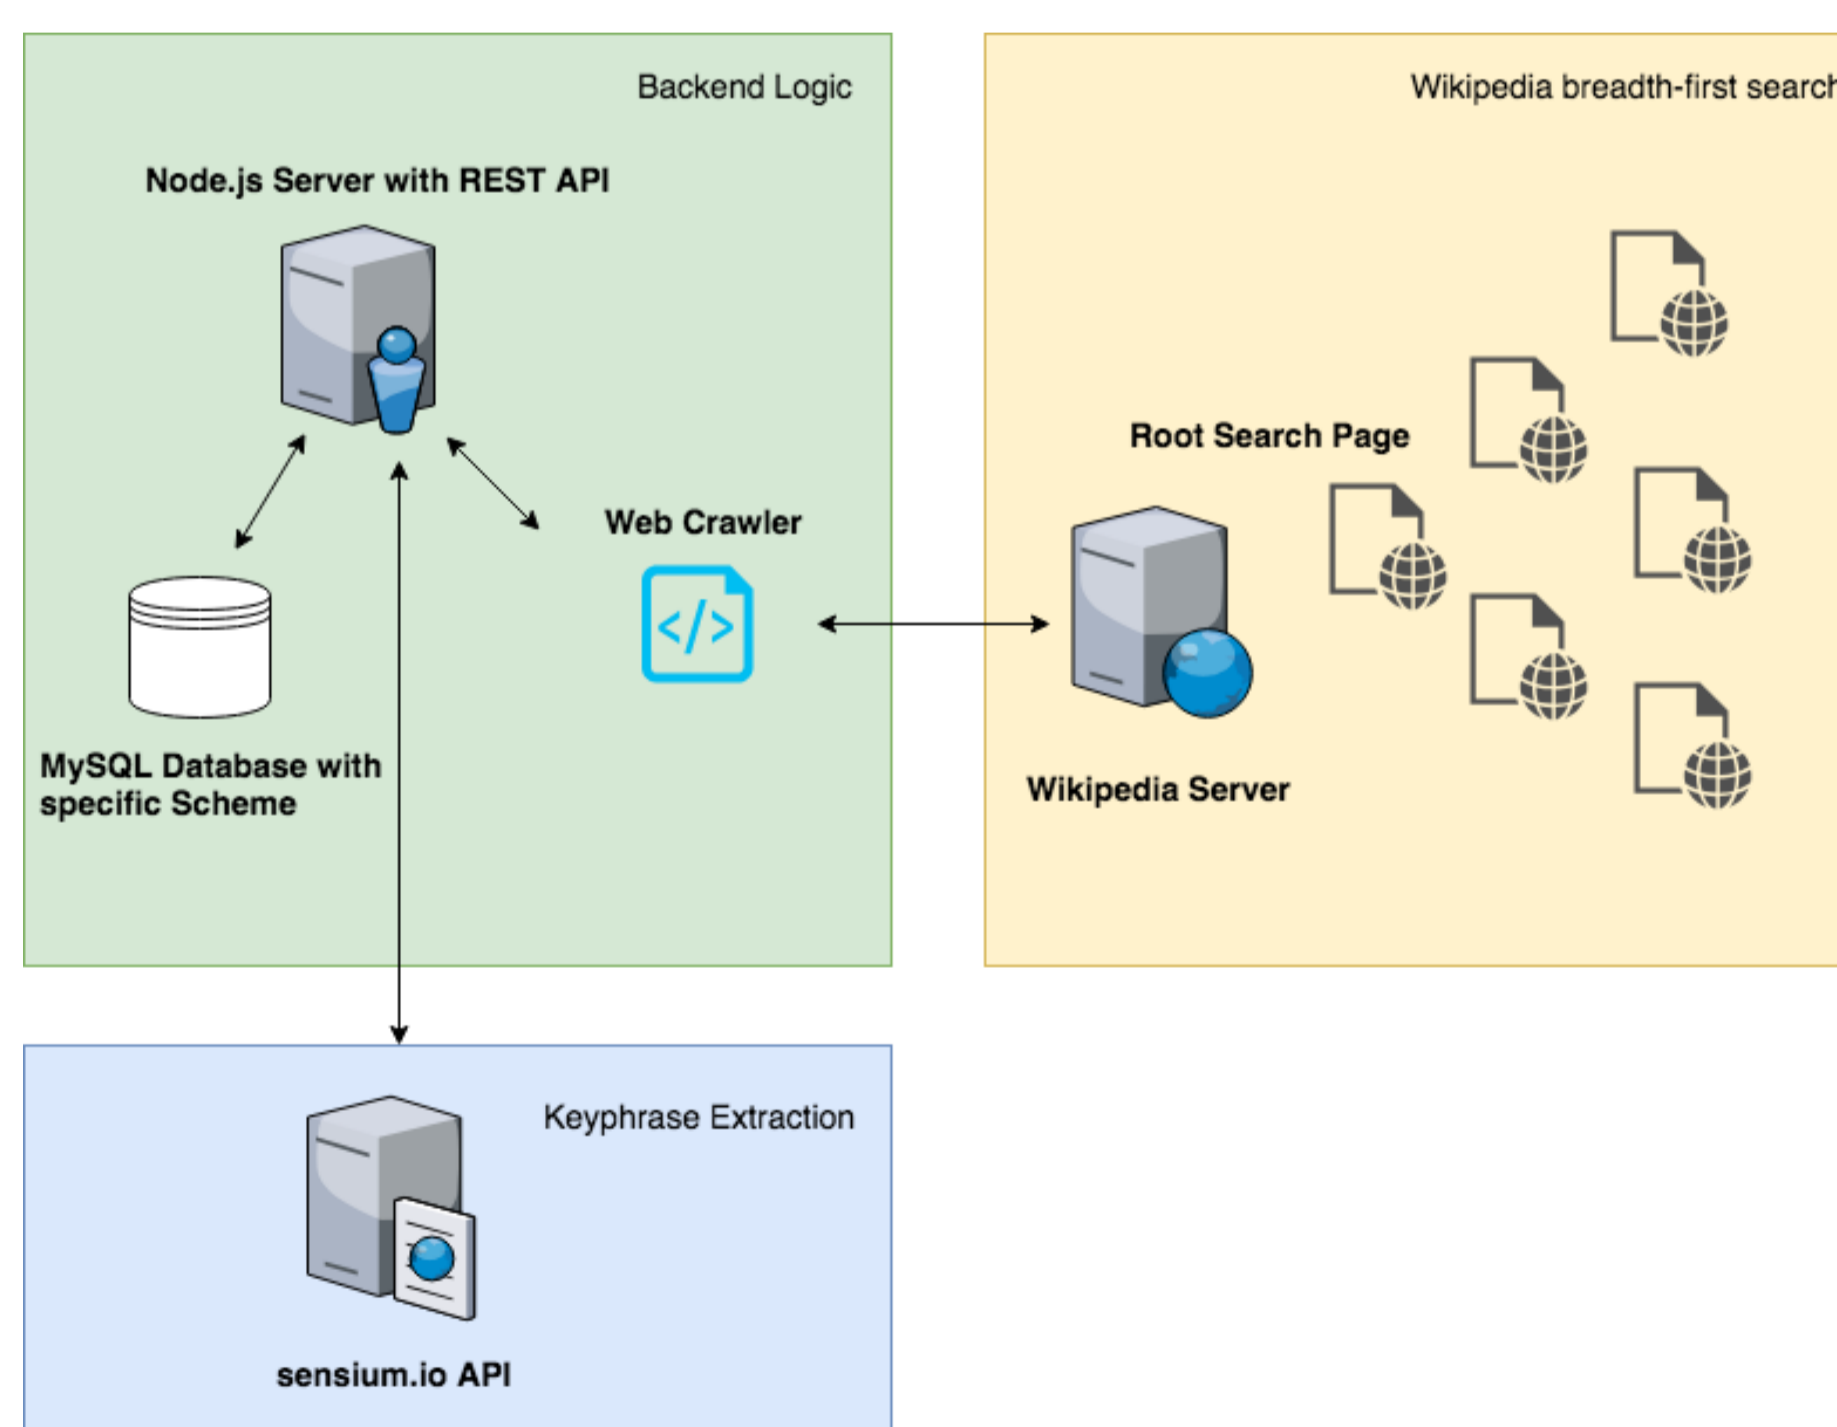 Backend Logic
Node.js Server with REST API
Web Crawler
</>
MySQL Database with
specific Scheme
Wikipedia breadth-first search
Root Search Page
Wikipedia Server
Keyphrase Extraction
sensium.io API